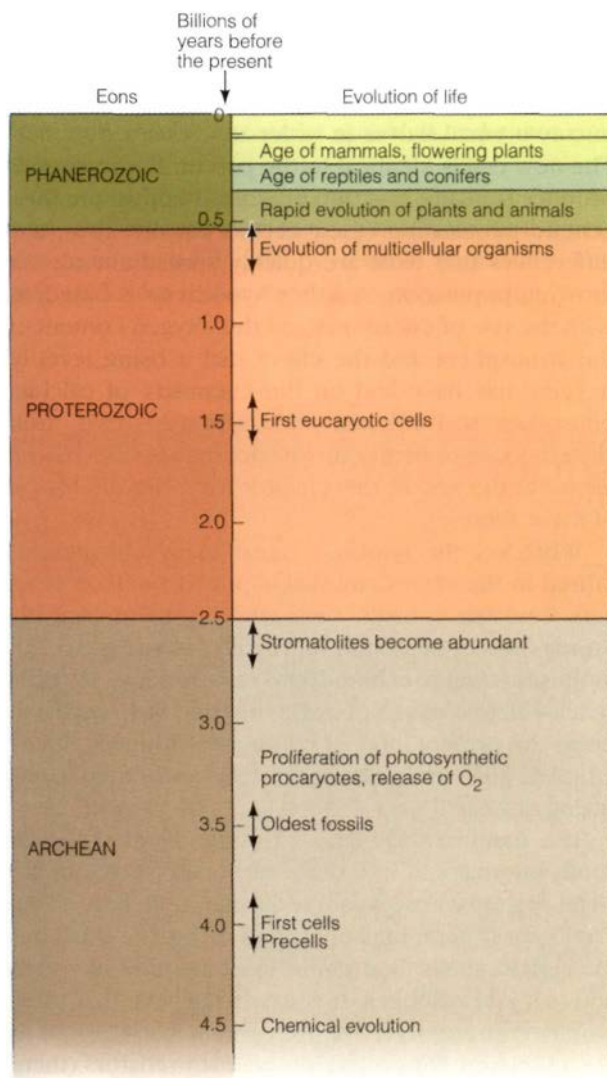 Billions of
years before
the present
Eons
Evolution of life
0
Age of mammals, flowering plants
PHANEROZOIC
Age of reptiles and conifers
Rapid evolution of plants and animals
0.5
Evolution of multicellular organisms
1.0
PROTEROZOIC
1.5
First eucaryotic cells
2.0
2.5
Stromatolites become abundant
3.0
Proliferation of photosynthetic
procaryotes, release of O₂
3.5
Oldest fossils
ARCHEAN
4.0
First cells
Precells
4.5
Chemical evolution